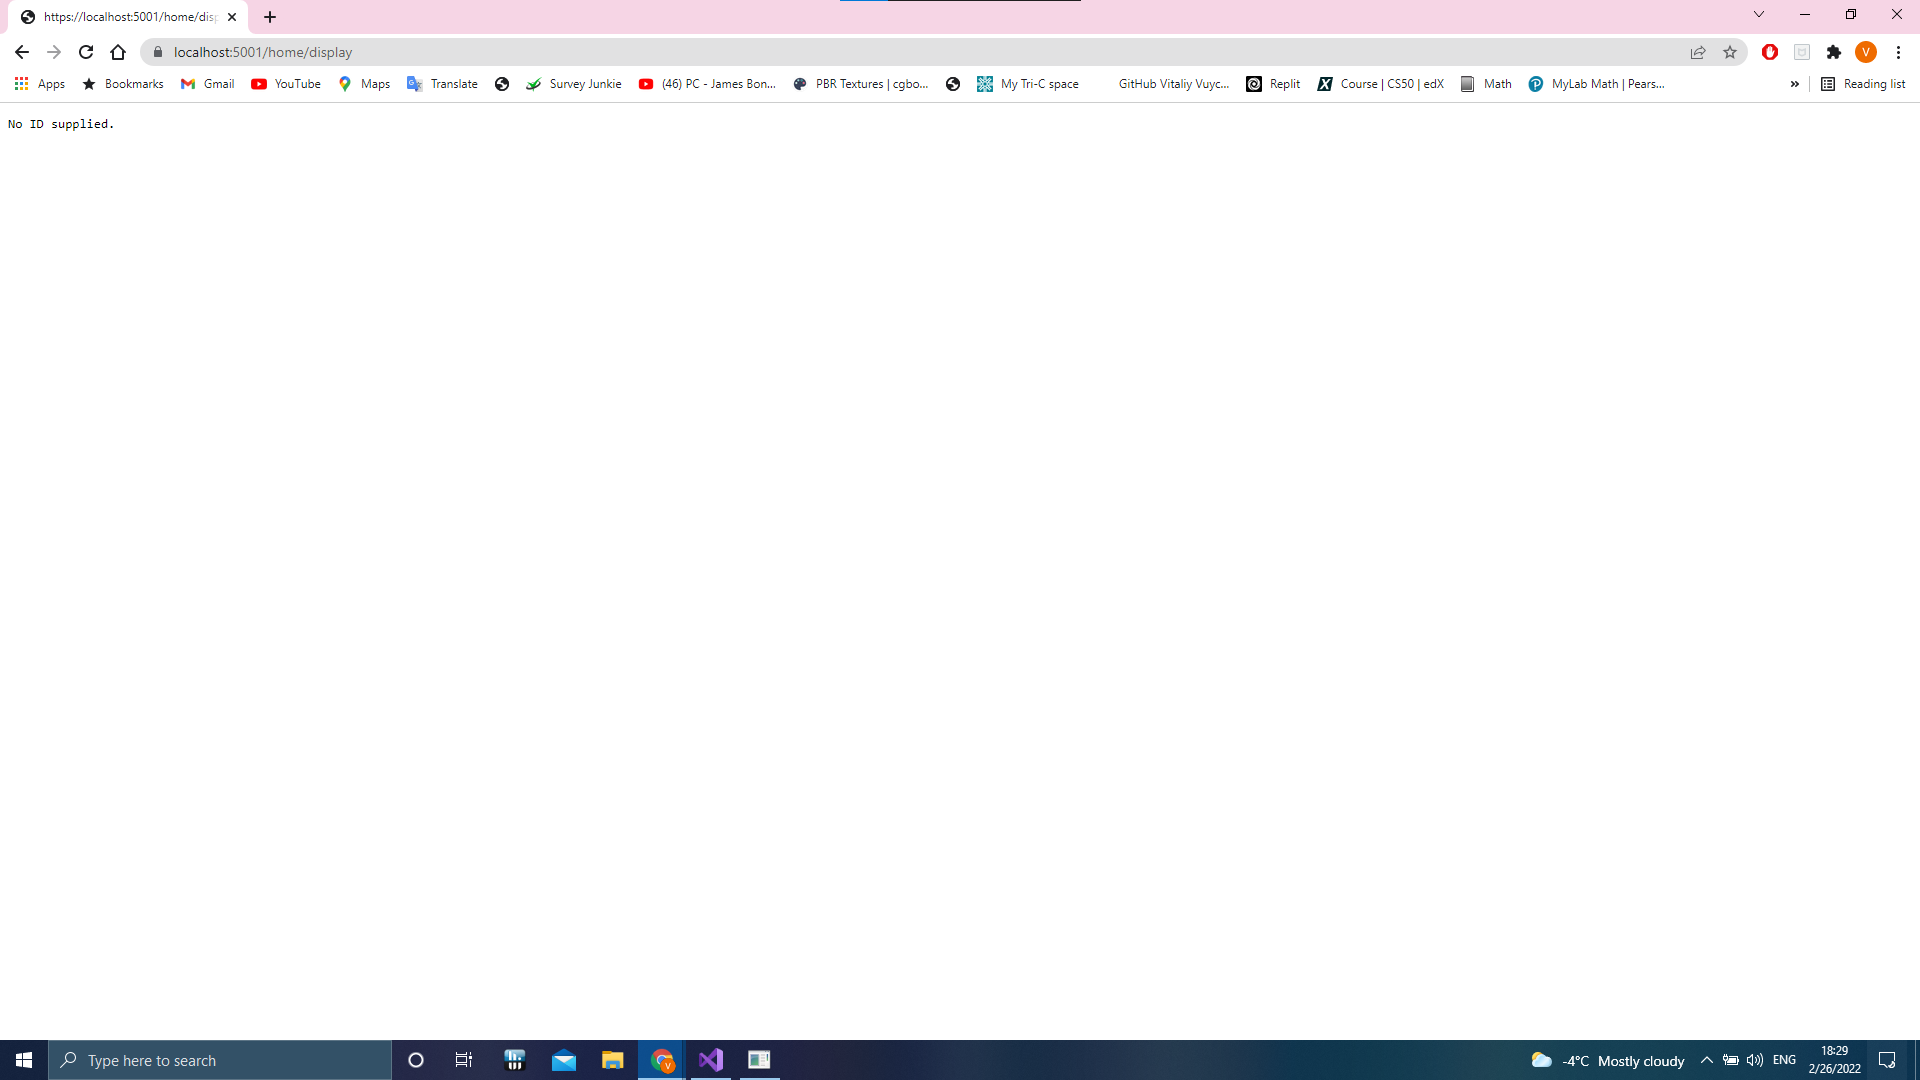 https://localhost:5001/home/disp
localhost:5001/home/display
V
Apps Bookmarks Gmail YouTube Maps Translate Survey Junkie (46) PC - James Bon... PBR Textures | cgbo... My Tri-C space GitHub Vitaliy Vuyc... Replit Course | CS50 | edX Math MyLab Math | Pears... » Reading list
No ID supplied.
Type here to search
V
-4°C Mostly cloudy
ENG
18:29
2/26/2022